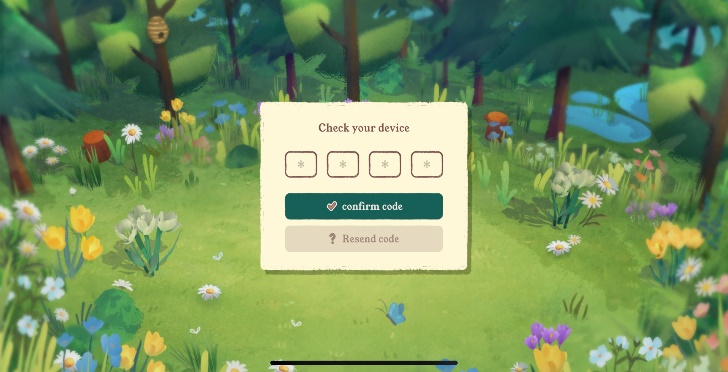 Check your device
* * * *
confirm code
? Resend code